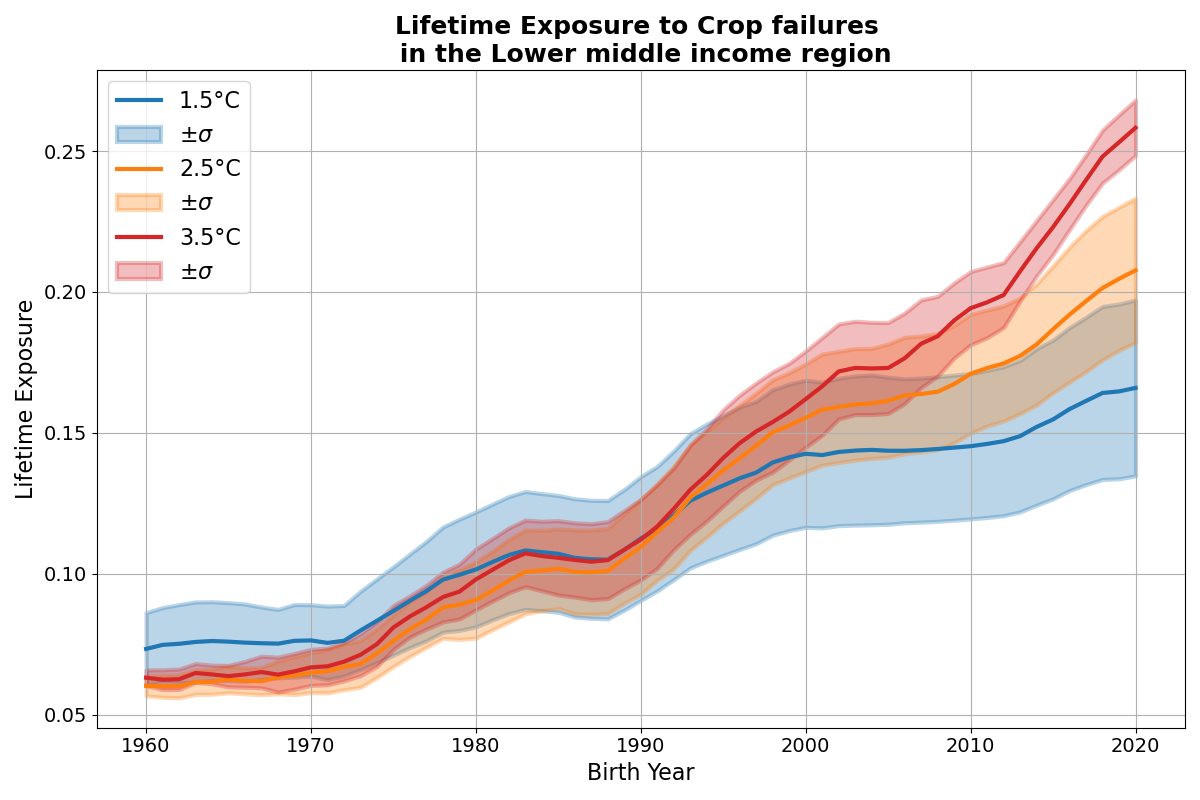 Lifetime Exposure to Crop failures
in the Lower middle income region
1.5°C
±σ
2.5°C
±σ
3.5°C
±σ
Lifetime Exposure
0.25
0.20
0.15
0.10
0.05
1960 1970 1980 1990 2000 2010 2020
Birth Year